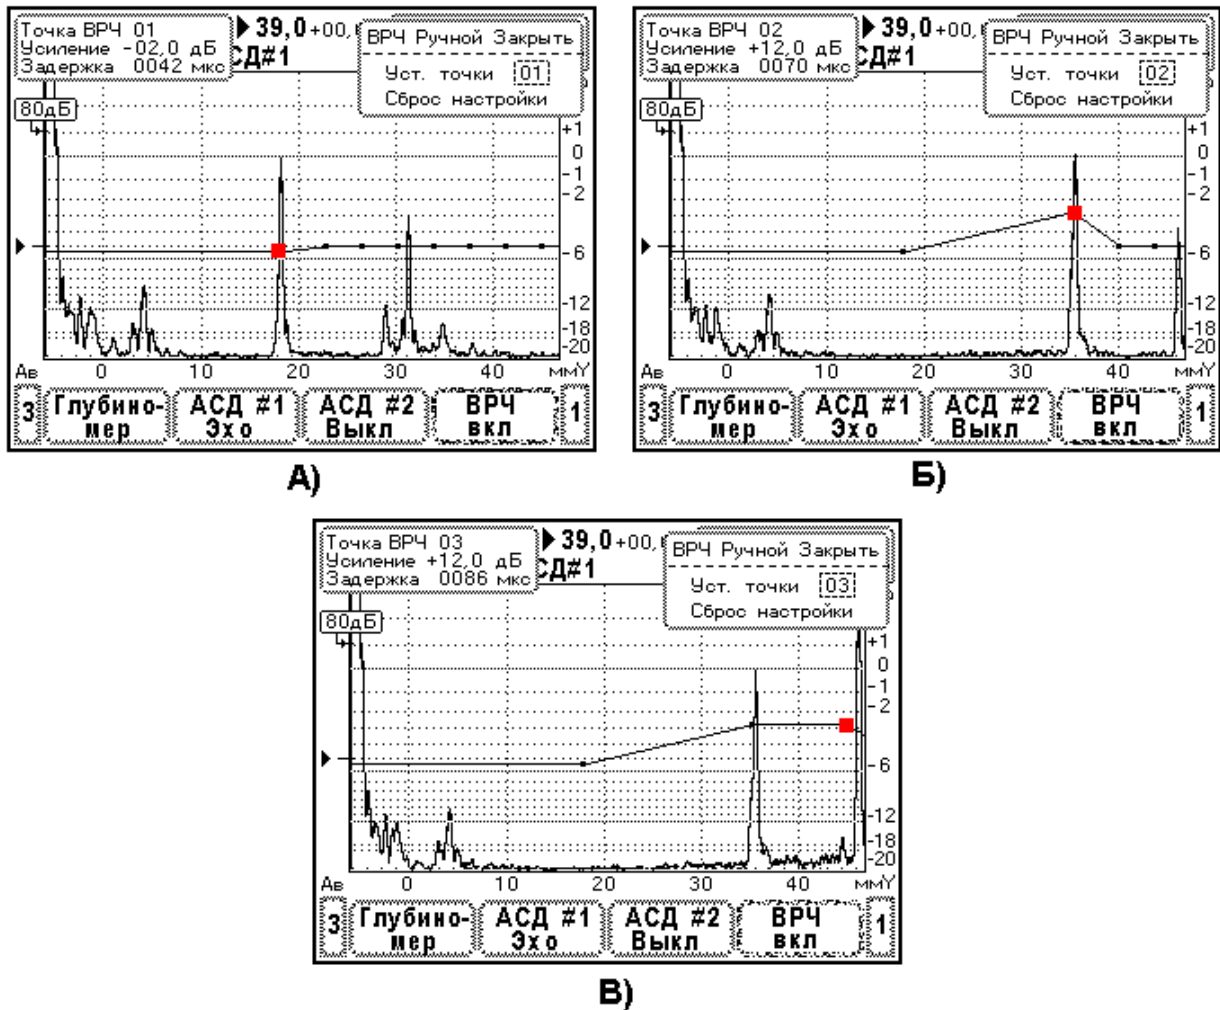 Точка ВРЧ 01
Усиление -02,0 дБ
Задержка 0042 мкс
39,0+00,
СД#1
ВРЧ Ручной Закрыть
Уст. точки 01
Сброс настройки
80дБ
+1
0
-1
-2
-6
-12
-18
-20
Ав 0 10 20 30 ммY
3 Глубино-мер АСД #1 Эхо АСД #2 Выкл ВРЧ вкл 1
А)
Точка ВРЧ 02
Усиление +12,0 дБ
Задержка 0070 мкс
39,0+00,
СД#1
ВРЧ Ручной Закрыть
Уст. точки 02
Сброс настройки
80дБ
+1
0
-1
-2
-6
-12
-18
-20
Ав 0 10 20 30 40 ммY
3 Глубино-мер АСД #1 Эхо АСД #2 Выкл ВРЧ вкл 1
Б)
Точка ВРЧ 03
Усиление +12,0 дБ
Задержка 0086 мкс
39,0+00,
СД#1
ВРЧ Ручной Закрыть
Уст. точки 03
Сброс настройки
80дБ
+1
0
-1
-2
-6
-12
-18
-20
Ав 0 10 20 30 40 ммY
3 Глубино-мер АСД #1 Эхо АСД #2 Выкл ВРЧ вкл 1
В)